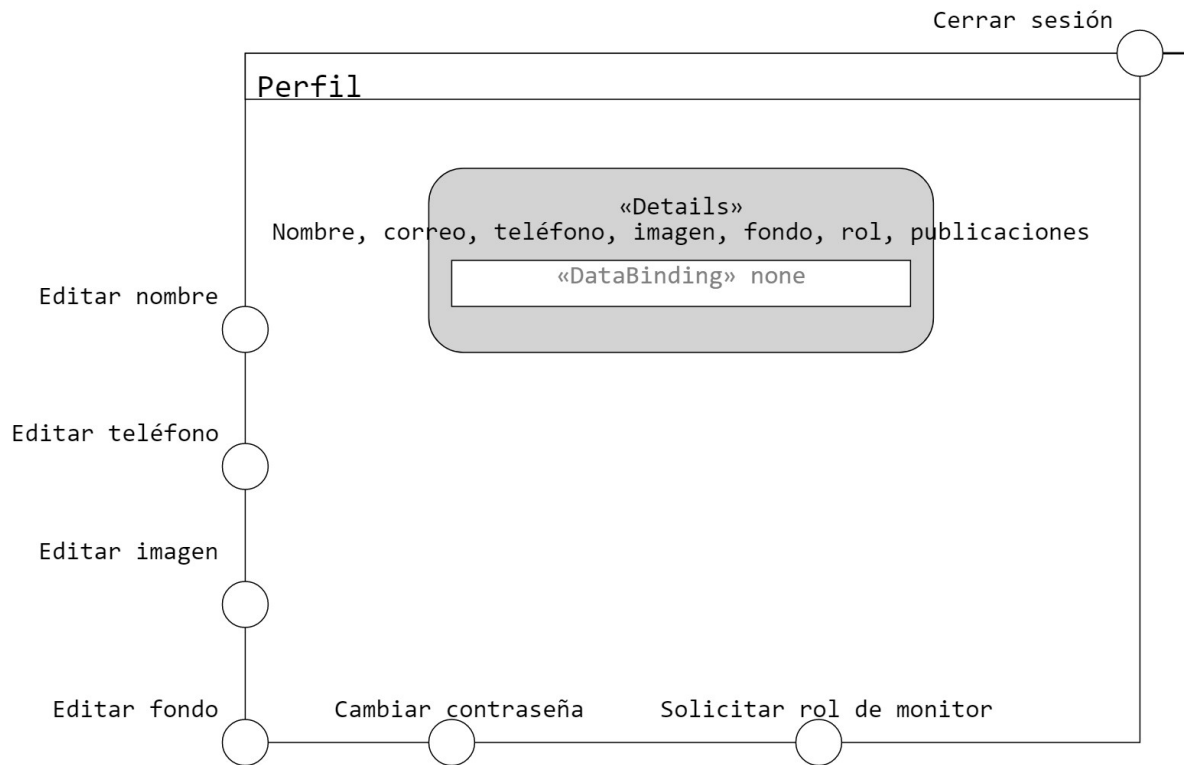 Cerrar sesión
Perfil
«Details»
Nombre, correo, teléfono, imagen, fondo, rol, publicaciones
«DataBinding» none
Editar nombre
Editar teléfono
Editar imagen
Editar fondo
Cambiar contraseña
Solicitar rol de monitor